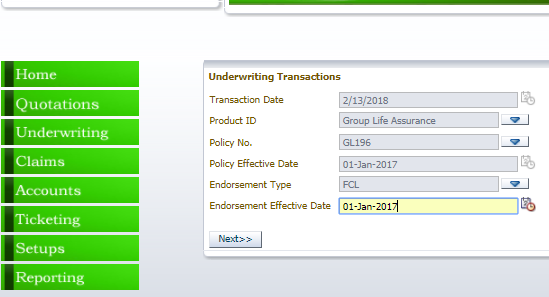 Home
Quotations
Underwriting
Claims
Accounts
Ticketing
Setups
Reporting
Underwriting Transactions
Transaction Date 2/13/2018
Product ID Group Life Assurance
Policy No. GL196
Policy Effective Date 01-Jan-2017
Endorsement Type FCL
Endorsement Effective Date 01-Jan-2017
Next>>